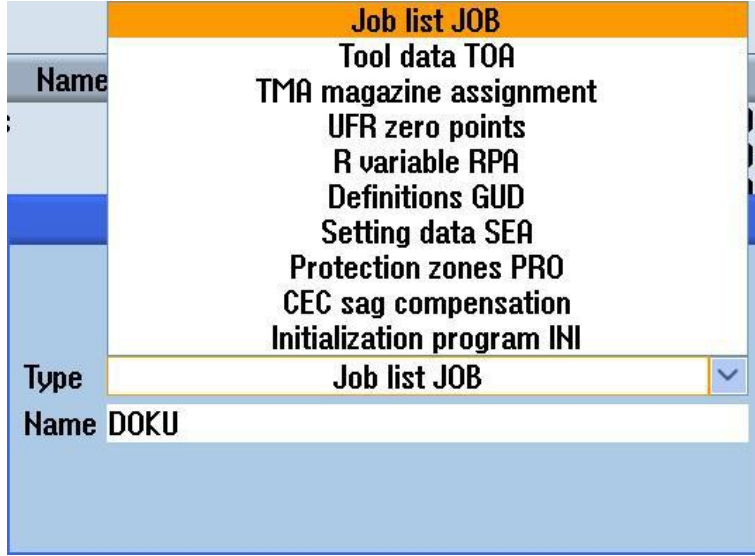 Job list JOB
Tool data TOA
Name
TMA magazine assignment
UFR zero points
R variable RPA
Definitions GUD
Setting data SEA
Protection zones PRO
CEC sag compensation
Initialization program INI
Type Job list JOB
Name DOKU